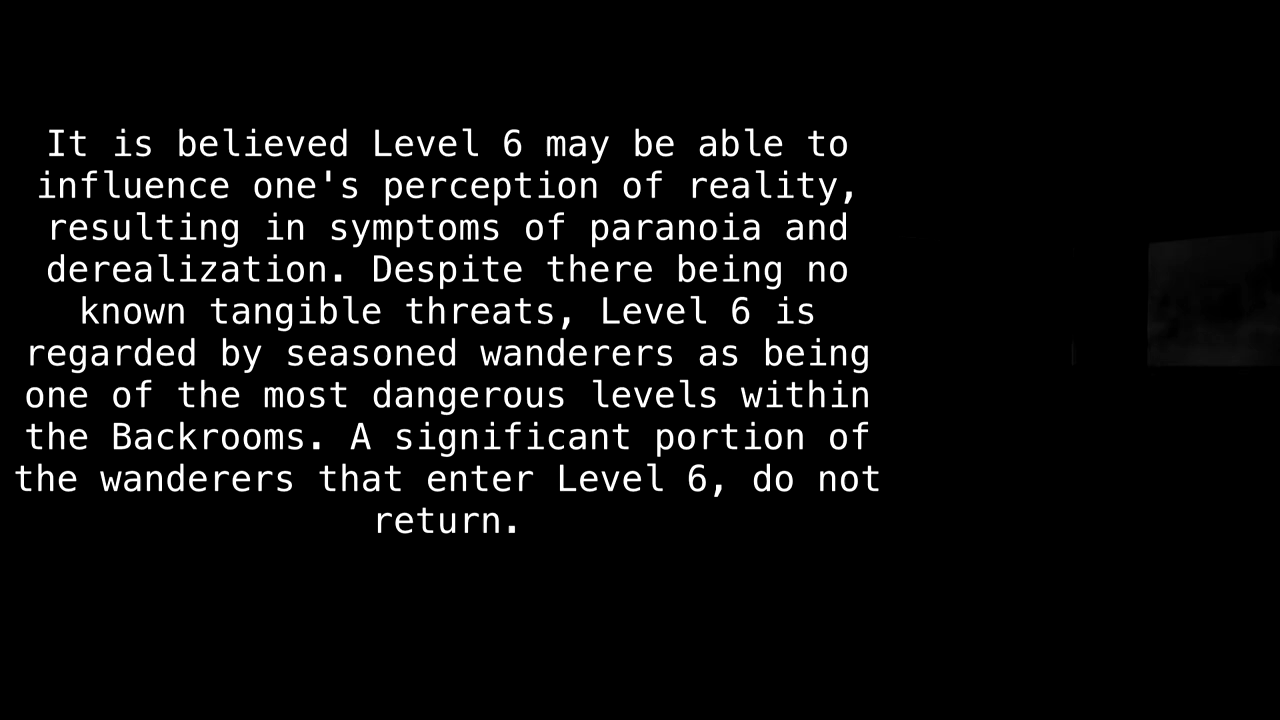 It is believed Level 6 may be able to
influence one's perception of reality,
resulting in symptoms of paranoia and
derealization. Despite there being no
known tangible threats, Level 6 is
regarded by seasoned wanderers as being
one of the most dangerous levels within
the Backrooms. A significant portion of
the wanderers that enter Level 6, do not
return.